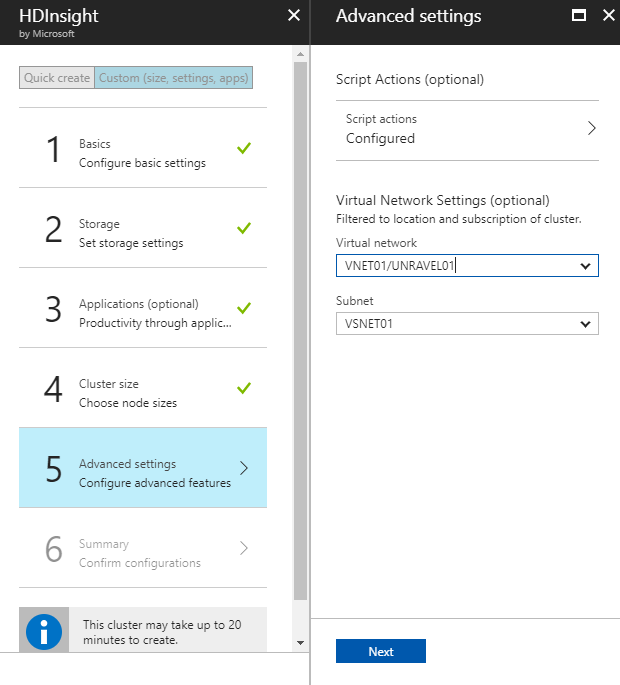 HDInsight
by Microsoft
Quick create
Custom (size, settings, apps)
1
Basics
Configure basic settings
2
Storage
Set storage settings
3
Applications (optional)
Productivity through applic...
4
Cluster size
Choose node sizes
5
Advanced settings
Configure advanced features
6
Summary
Confirm configurations
This cluster may take up to 20
minutes to create.
Advanced settings
Script Actions (optional)
Script actions
Configured
Virtual Network Settings (optional)
Filtered to location and subscription of cluster.
Virtual network
VNET01/UNRAVEL01
Subnet
VSNET01
Next